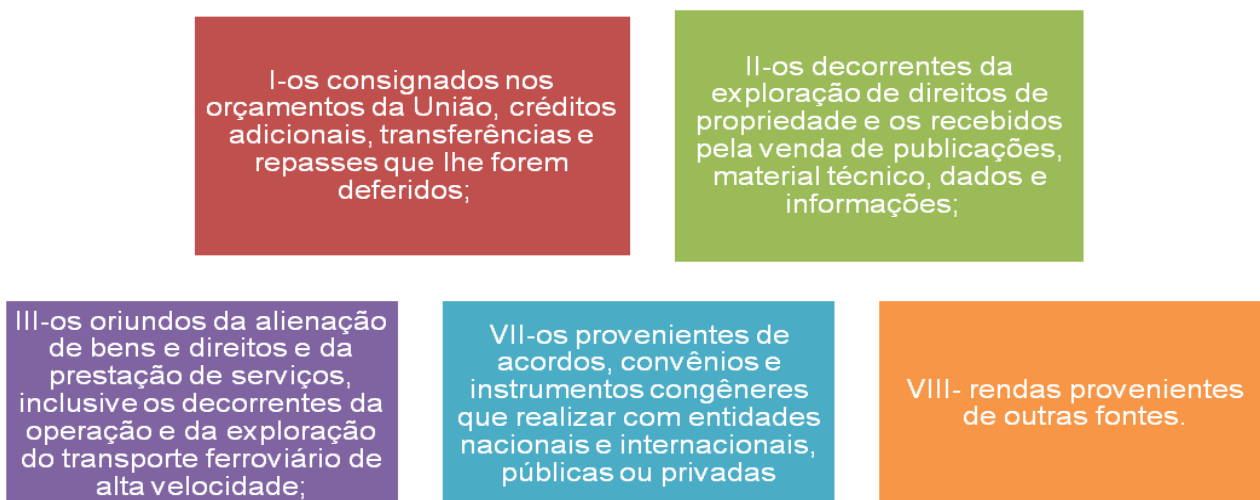 I-os consignados nos
orçamentos da União, créditos
adicionais, transferências e
repasses que lhe forem
deferidos;
II-os decorrentes da
exploração de direitos de
propriedade e os recebidos
pela venda de publicações,
material técnico, dados e
informações;
III-os oriundos da alienação
de bens e direitos e da
prestação de serviços,
inclusive os decorrentes da
operação e da exploração
do transporte ferroviário de
alta velocidade;
VII-os provenientes de
acordos, convênios e
instrumentos congêneres
que realizar com entidades
nacionais e internacionais,
públicas ou privadas
VIII- rendas provenientes
de outras fontes.